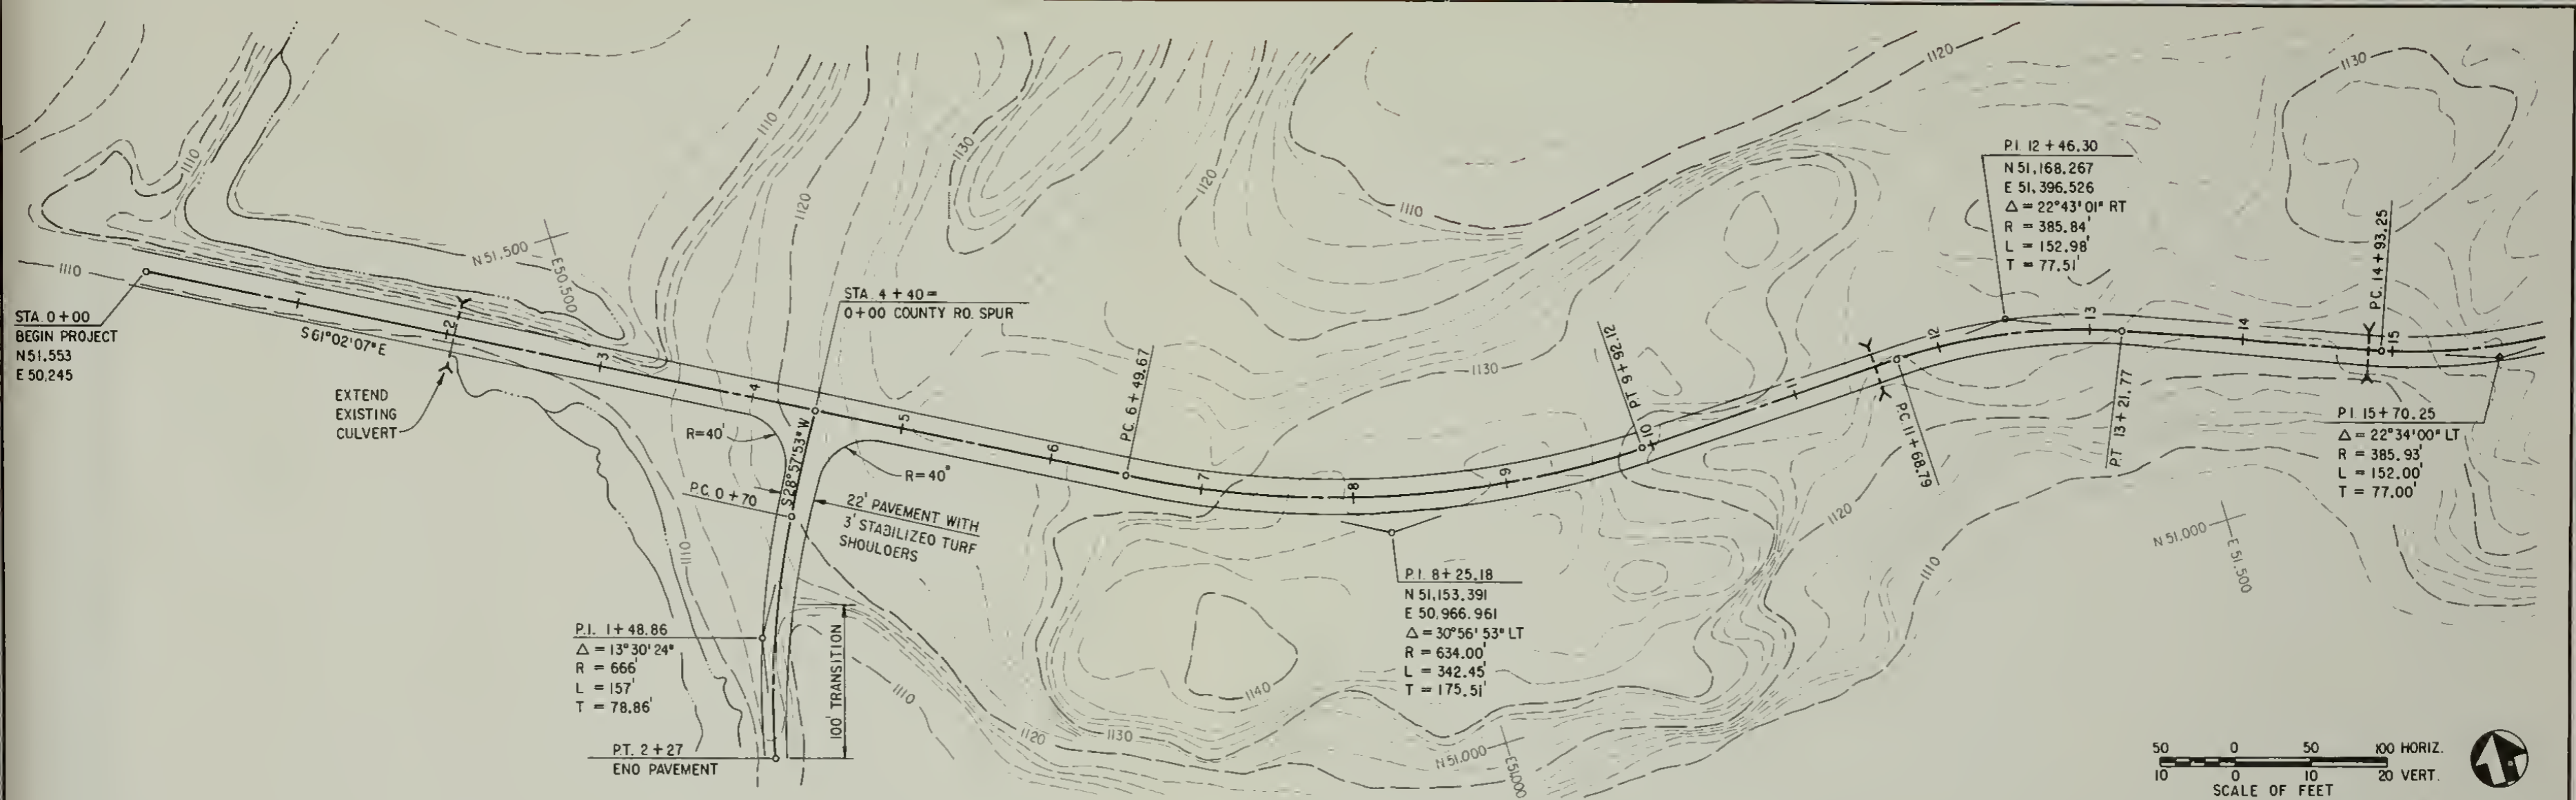 STA. 0 + 00
BEGIN PROJECT
N 51,553
E 50,245
1110
S 61°02'07" E
1
2
3
4
5
6
7
8
9
10
11
12
13
14
15
EXTEND
EXISTING
CULVERT
1110
N 51,500
E 50,500
1110
1120
1130
1120
1110
1120
1130
1130
STA. 4 + 40 =
0 + 00 COUNTY RD. SPUR
R=40'
S 28°57'53" W
R=40'
P.C. 0 + 70
22' PAVEMENT WITH
3' STABILIZED TURF
SHOULDERS
1110
P.I. 1 + 48.86
Δ = 13°30'24"
R = 666'
L = 157'
T = 78.86'
100' TRANSITION
P.T. 2 + 27
END PAVEMENT
1110
1120
1130
1140
P.C. 6 + 49.67
P.I. 8 + 25.18
N 51,153.391
E 50,966.961
Δ = 30°56'53" LT
R = 634.00'
L = 342.45'
T = 175.51'
N 51,000
E 51,000
PT 9 + 92.12
P.C. 11 + 68.79
1120
1110
P.I. 12 + 46.30
N 51,168.267
E 51,396.526
Δ = 22°43'01" RT
R = 385.84'
L = 152.98'
T = 77.51'
P.T. 13 + 21.77
P.C. 14 + 93.25
P.I. 15 + 70.25
Δ = 22°34'00" LT
R = 385.93'
L = 152.00'
T = 77.00'
N 51,000
E 51,500
50 0 50 100 HORIZ.
10 0 10 20 VERT.
SCALE OF FEET